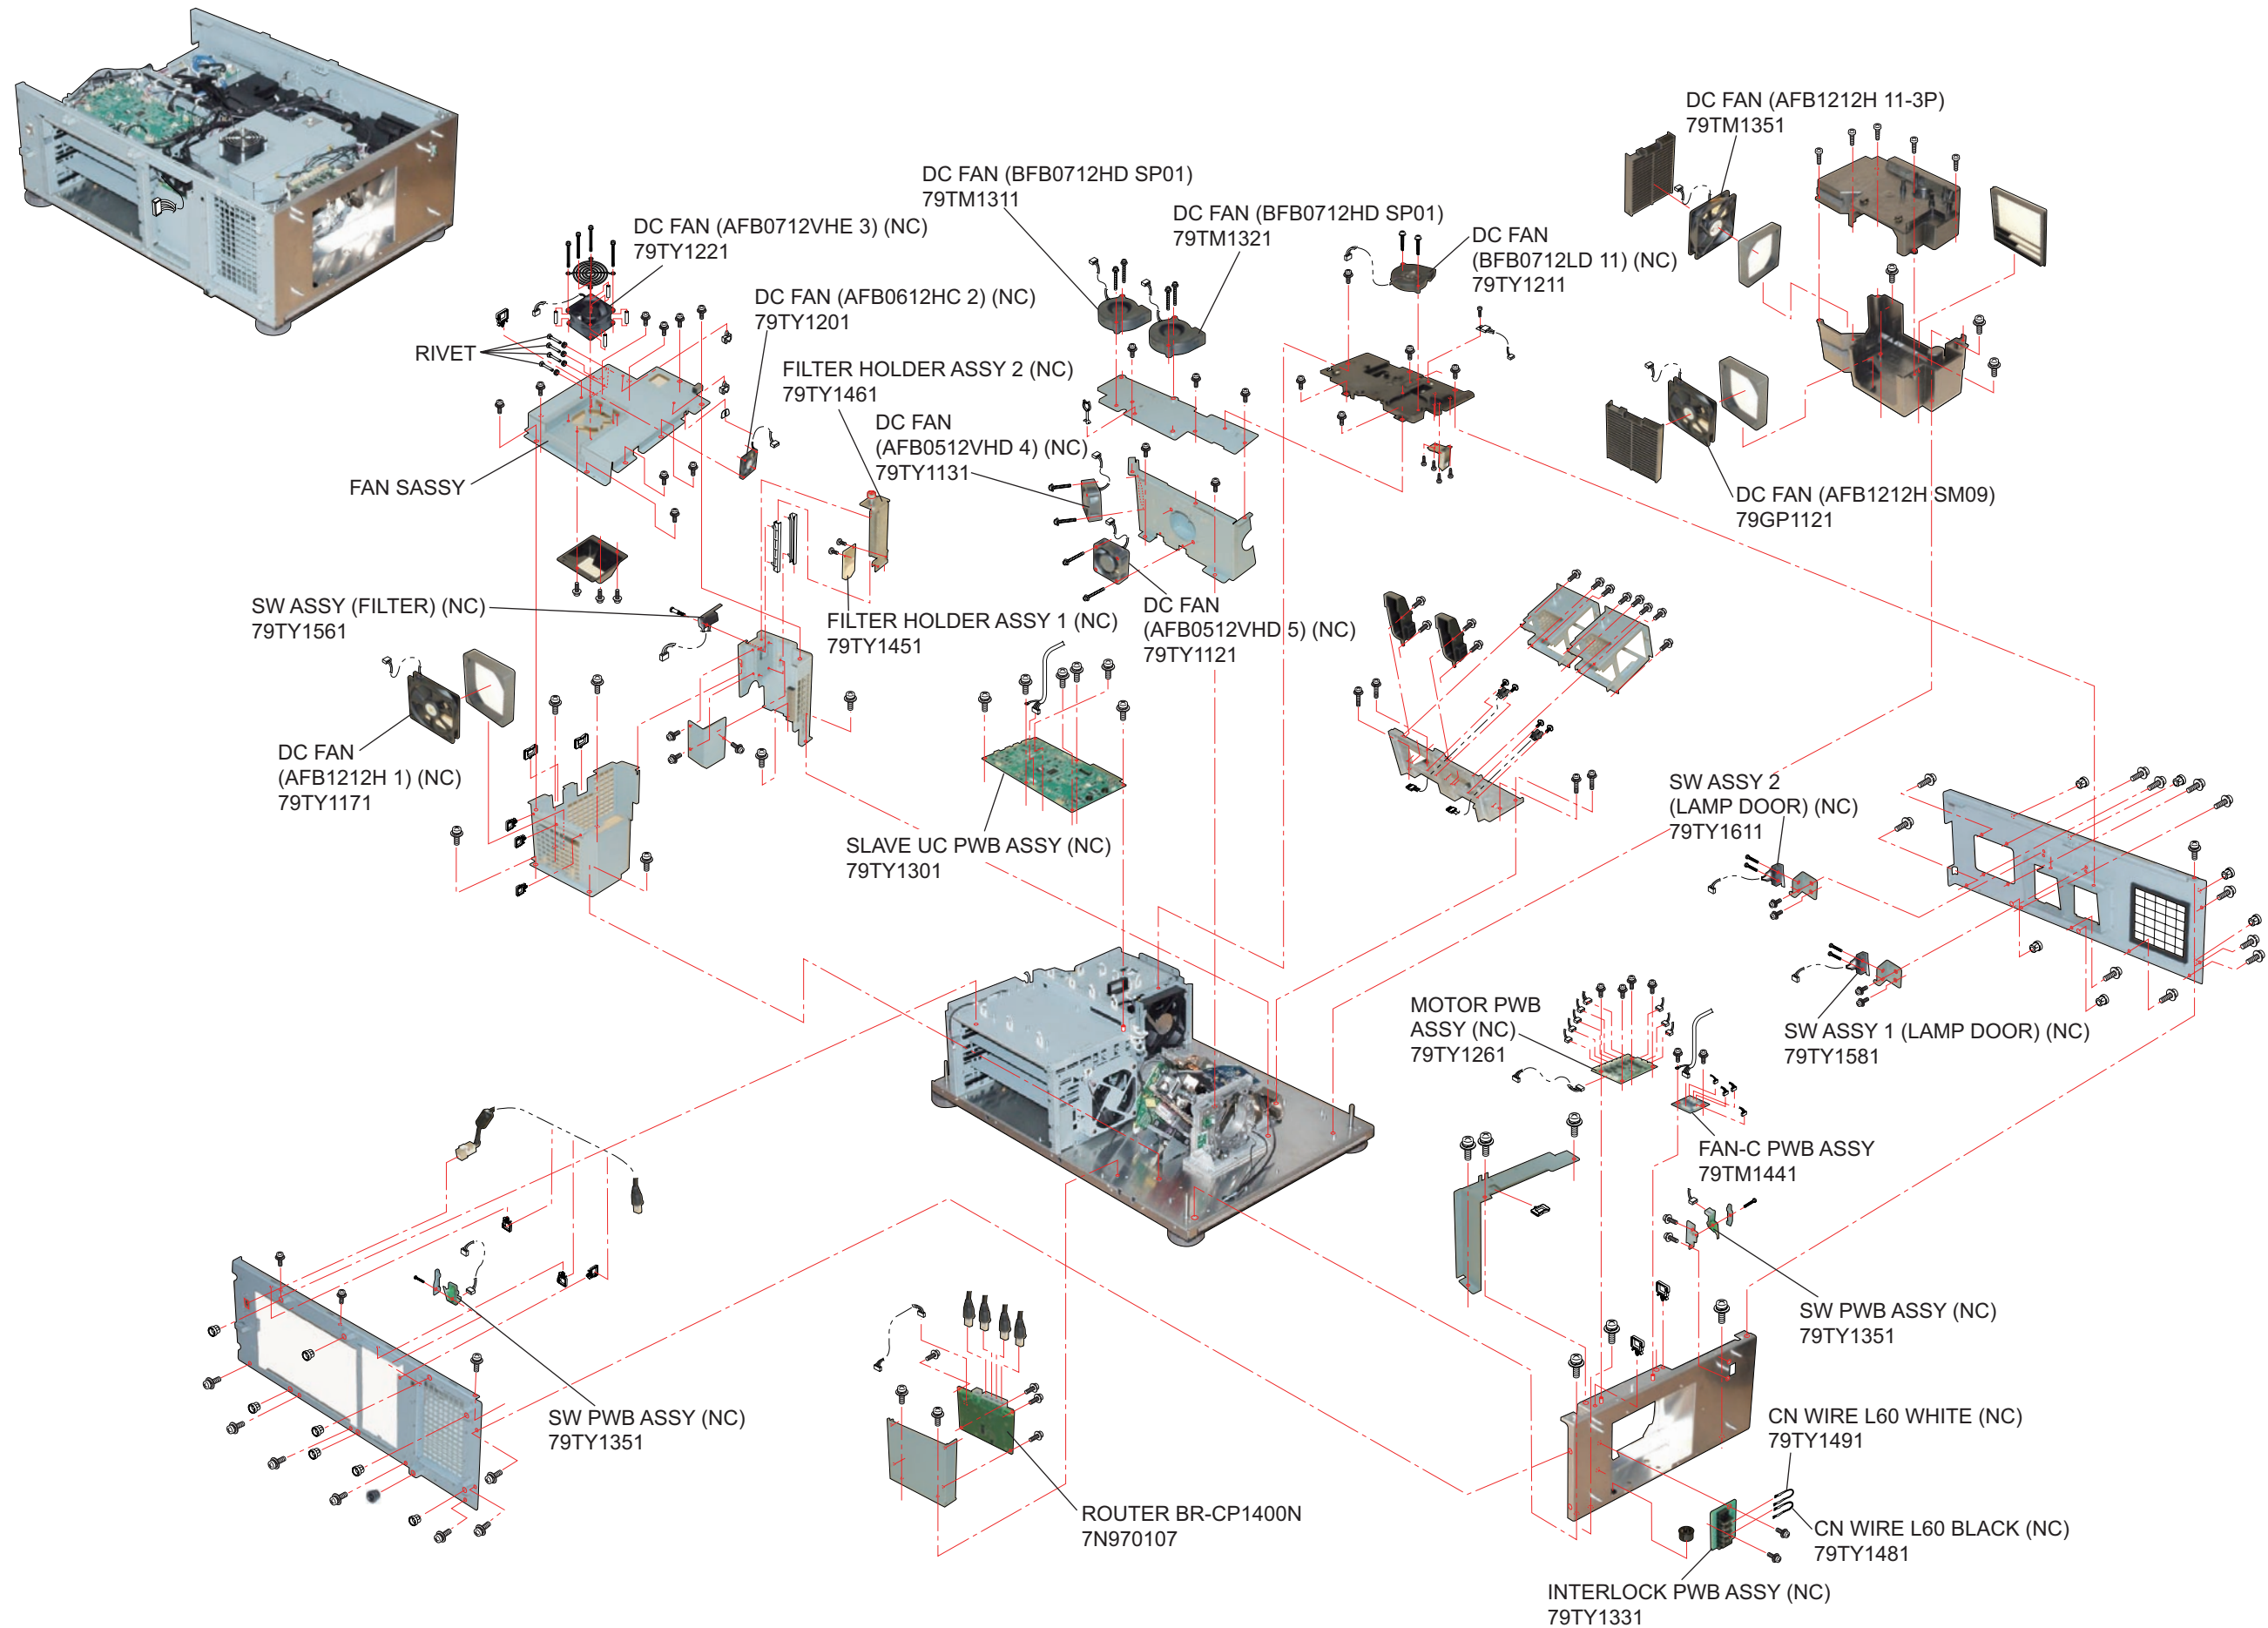 DC FAN (AFB1212H 11-3P)
79TM1351
DC FAN (BFB0712HD SP01)
79TM1311
DC FAN (BFB0712HD SP01)
79TM1321
DC FAN (AFB0712VHE 3) (NC)
79TY1221
DC FAN
(BFB0712LD 11) (NC)
79TY1211
DC FAN (AFB0612HC 2) (NC)
79TY1201
RIVET
FILTER HOLDER ASSY 2 (NC)
79TY1461
DC FAN
(AFB0512VHD 4) (NC)
79TY1131
FAN SASSY
DC FAN (AFB1212H SM09)
79GP1121
SW ASSY (FILTER) (NC)
79TY1561
FILTER HOLDER ASSY 1 (NC)
79TY1451
DC FAN
(AFB0512VHD 5) (NC)
79TY1121
DC FAN
(AFB1212H 1) (NC)
79TY1171
SLAVE UC PWB ASSY (NC)
79TY1301
SW ASSY 2
(LAMP DOOR) (NC)
79TY1611
MOTOR PWB
ASSY (NC)
79TY1261
SW ASSY 1 (LAMP DOOR) (NC)
79TY1581
FAN-C PWB ASSY
79TM1441
SW PWB ASSY (NC)
79TY1351
SW PWB ASSY (NC)
79TY1351
CN WIRE L60 WHITE (NC)
79TY1491
ROUTER BR-CP1400N
7N970107
CN WIRE L60 BLACK (NC)
79TY1481
INTERLOCK PWB ASSY (NC)
79TY1331